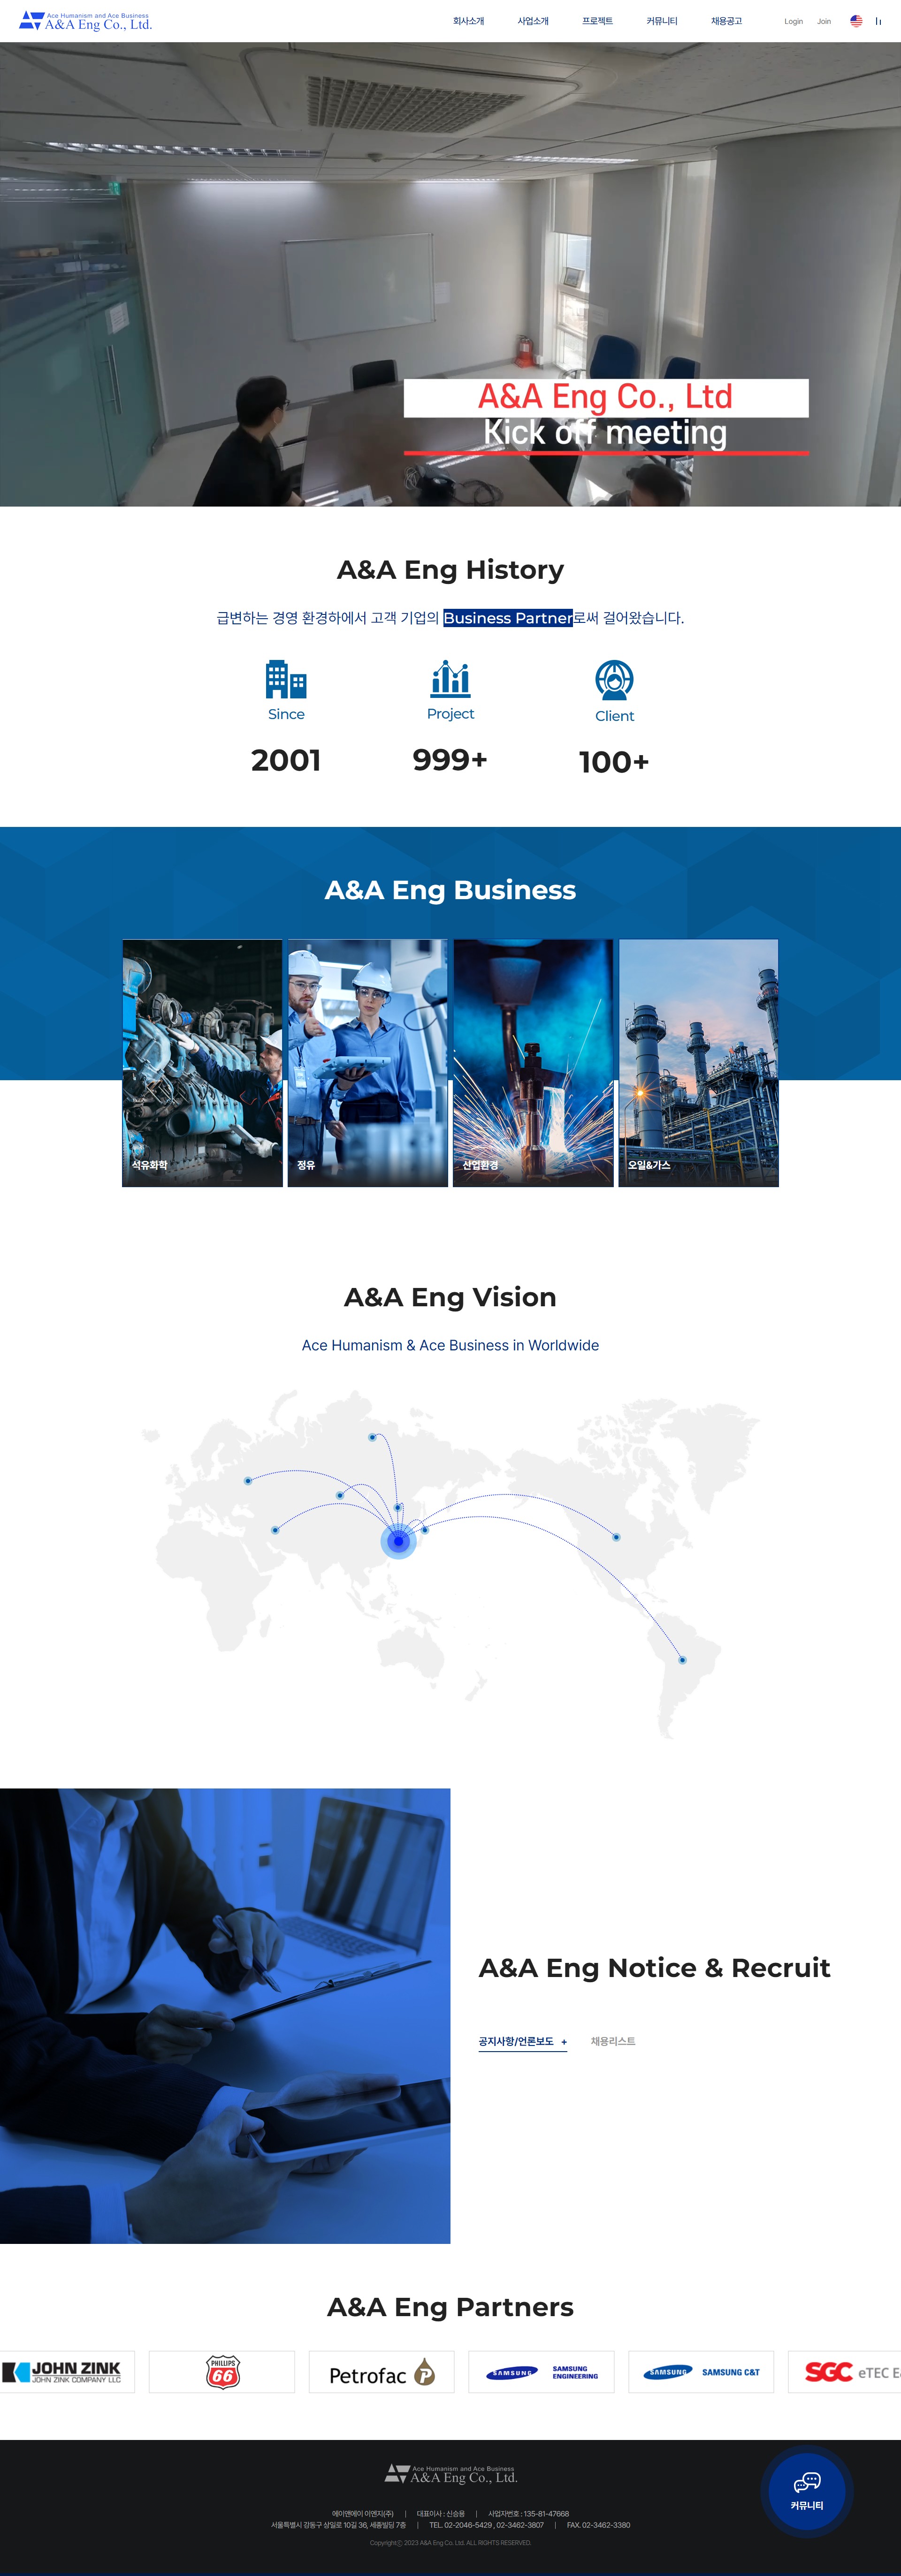 Ace Humanism and Ace Business
A&A Eng Co., Ltd.
회사소개 사업소개 프로젝트 커뮤니티 채용공고 Login Join
A&A Eng Co., Ltd
Kick off meeting
A&A Eng History
급변하는 경영 환경하에서 고객 기업의 Business Partner로써 걸어왔습니다.
Since Project Client
2001 999+ 100+
A&A Eng Business
석유화학 정유 산업환경 오일&가스
A&A Eng Vision
Ace Humanism & Ace Business in Worldwide
A&A Eng Notice & Recruit
공지사항/언론보도 + 채용리스트
A&A Eng Partners
JOHN ZINK
JOHN ZINK COMPANY LLC
PHILLIPS
66
Petrofac
SAMSUNG SAMSUNG
ENGINEERING
SAMSUNG SAMSUNG C&T
SGC eTEC E&
Ace Humanism and Ace Business
A&A Eng Co., Ltd.
에이앤에이 이엔지(주) | 대표이사 : 신승용 | 사업자번호 : 135-81-47668
서울특별시 강동구 상일로 10길 36, 세종빌딩 7층 | TEL. 02-2046-5429 , 02-3462-3807 | FAX. 02-3462-3380
Copyright ⓒ 2023 A&A Eng Co. Ltd. ALL RIGHTS RESERVED.
커뮤니티